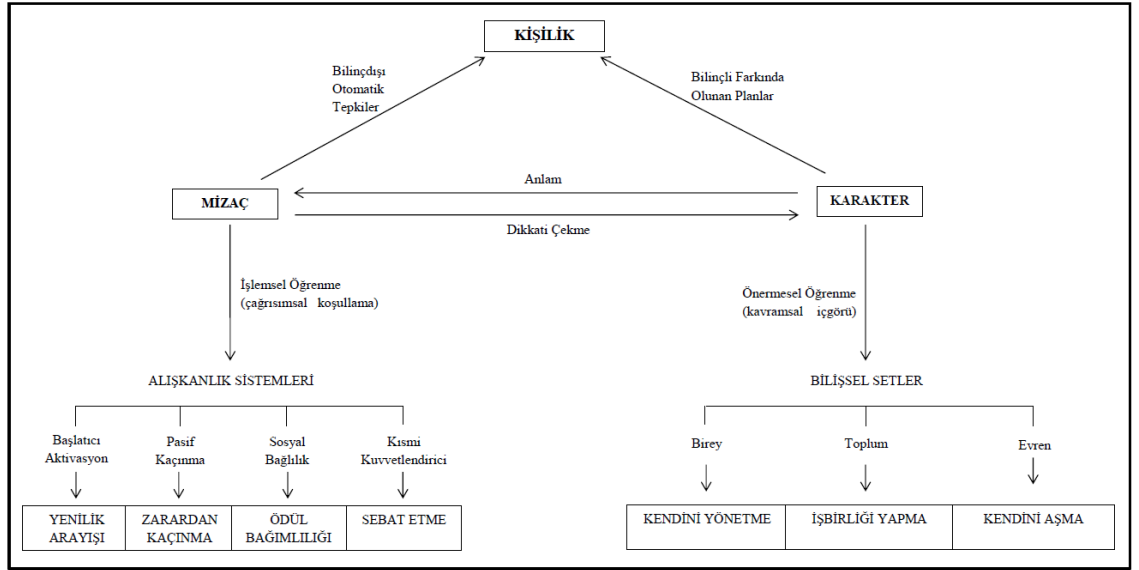 KİŞİLİK
Bilinçdışı
Otomatik
Tepkiler
Bilinçli Farkında
Olunan Planlar
Anlam
MİZAÇ
KARAKTER
Dikkati Çekme
İşlemsel Öğrenme
(çağrısımsal koşullama)
Önermesel Öğrenme
(kavramsal içgörü)
ALIŞKANLIK SİSTEMLERİ
BİLİŞSEL SETLER
Başlatıcı
Aktivasyon
Pasif
Kaçınma
Sosyal
Bağlılık
Kısmi
Kuvvetlendirici
Birey
Toplum
Evren
YENİLİK
ARAYIŞI
ZARARDAN
KAÇINMA
ÖDÜL
BAĞIMLILIĞI
SEBAT ETME
KENDİNİ YÖNETME
İŞBİRLİĞİ YAPMA
KENDİNİ AŞMA